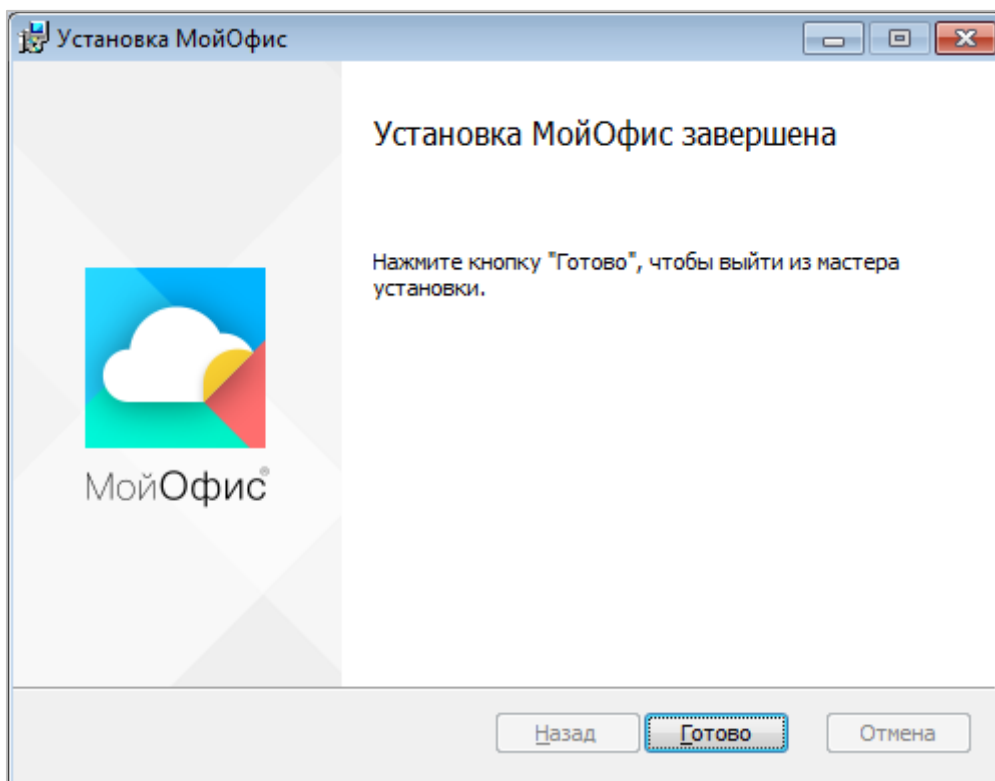 Установка МойОфис
Установка МойОфис завершена
Нажмите кнопку "Готово", чтобы выйти из мастера
установки.
МойОфис®
Назад
Готово
Отмена